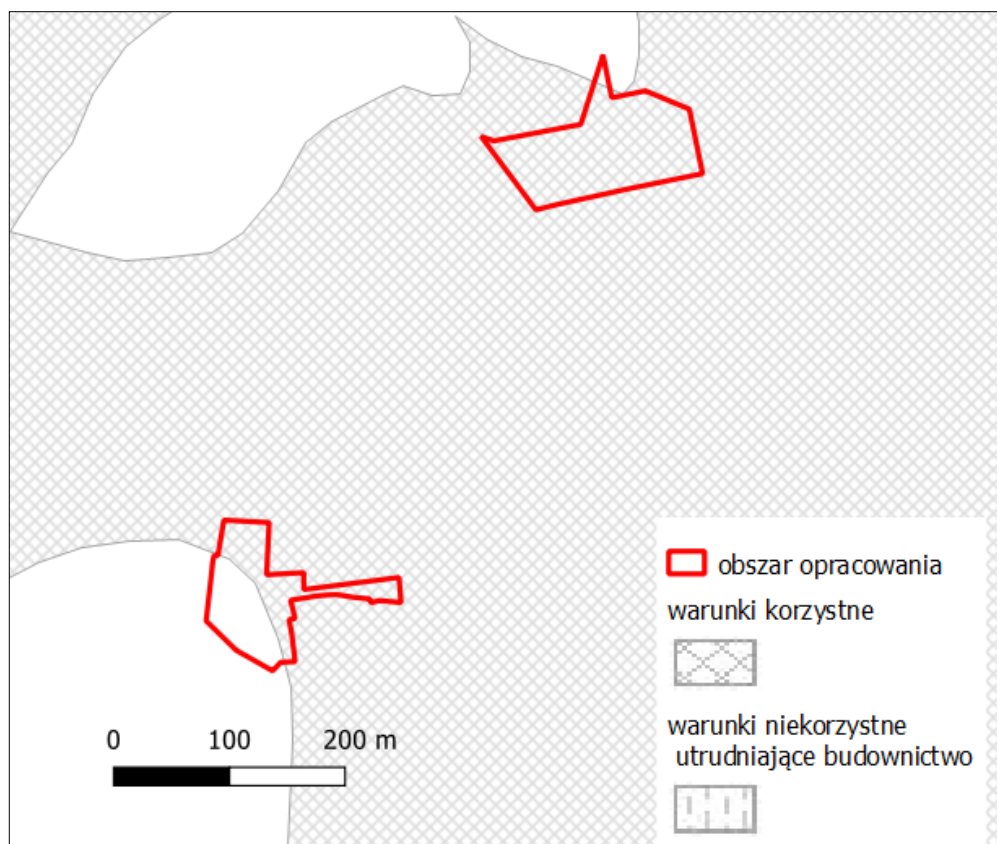 obszar opracowania
warunki korzystne
warunki niekorzystne
utrudniające budownictwo
0 100 200 m